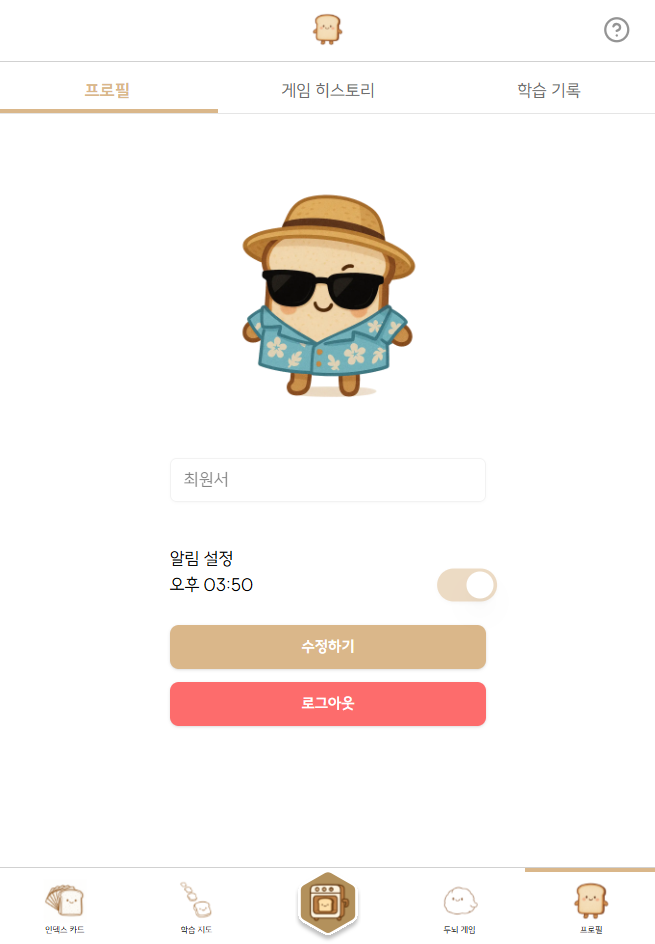 프로필
게임 히스토리
학습 기록
최원서
알림 설정
오후 03:50
수정하기
로그아웃
인덱스 카드
학습 지도
두뇌 게임
프로필